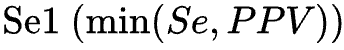 Se1 (min(Se, PPV))